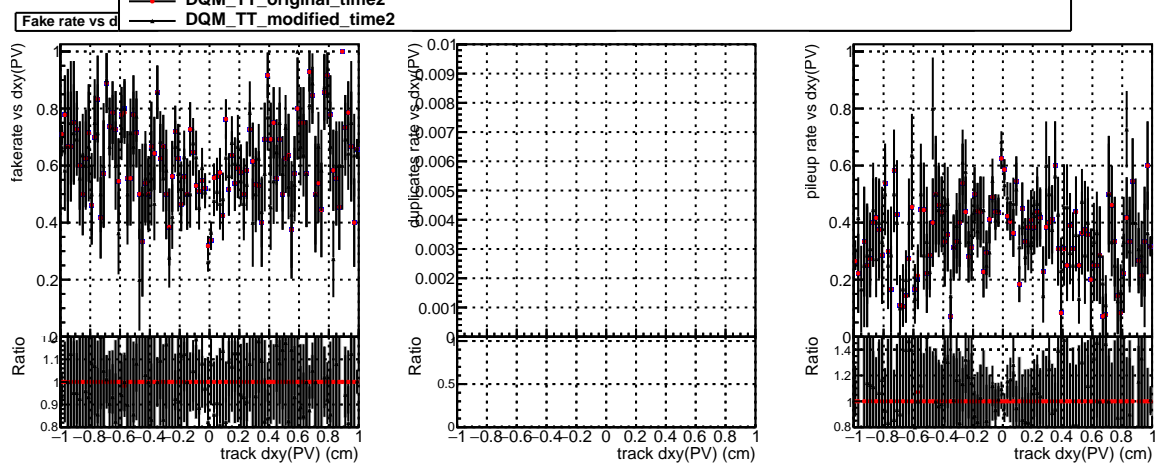 DQM_TT_original_time2
DQM_TT_modified_time2
Fake rate vs d
fakerate vs dxy(PV)
1
0.8
0.6
0.4
0.2
0
Ratio
1.1
1
0.9
0.8
−1 −0.8 −0.6 −0.4 −0.2 0 0.2 0.4 0.6 0.8 1
track dxy(PV) (cm)
duplicates rate vs dxy(PV)
0.01
0.009
0.008
0.007
0.006
0.005
0.004
0.003
0.002
0.001
0
Ratio
1
0.5
0
−1 −0.8 −0.6 −0.4 −0.2 0 0.2 0.4 0.6 0.8 1
track dxy(PV) (cm)
pileup rate vs dxy(PV)
1
0.8
0.6
0.4
0.2
0
Ratio
1.4
1.2
1
0.8
−1 −0.8 −0.6 −0.4 −0.2 0 0.2 0.4 0.6 0.8 1
track dxy(PV) (cm)